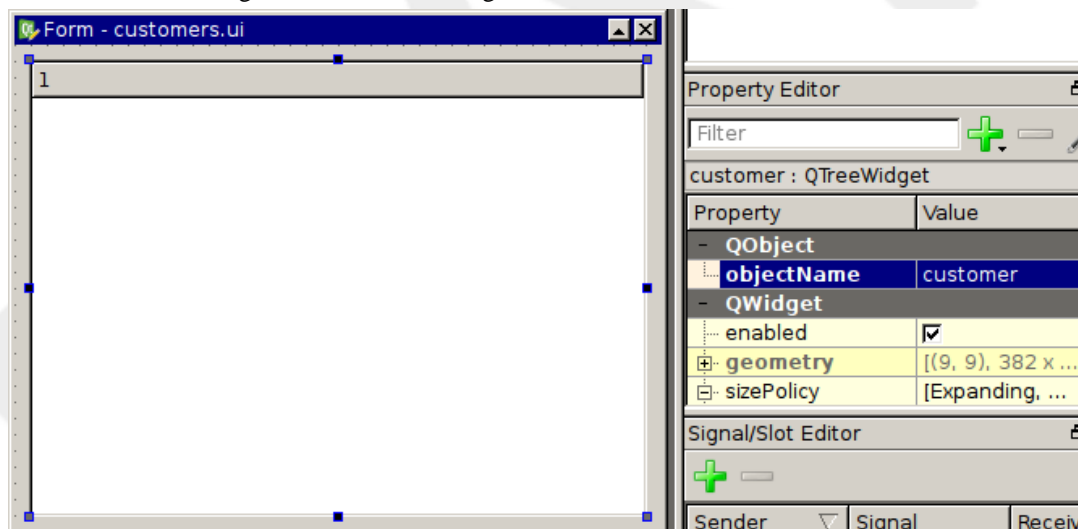 Form - customers.ui
1
Property Editor
Filter
customer : QTreeWidget
Property Value
QObject
objectName customer
QWidget
enabled
geometry [(9, 9), 382 x ...
sizePolicy [Expanding, ...
Signal/Slot Editor
Sender Signal Receiv